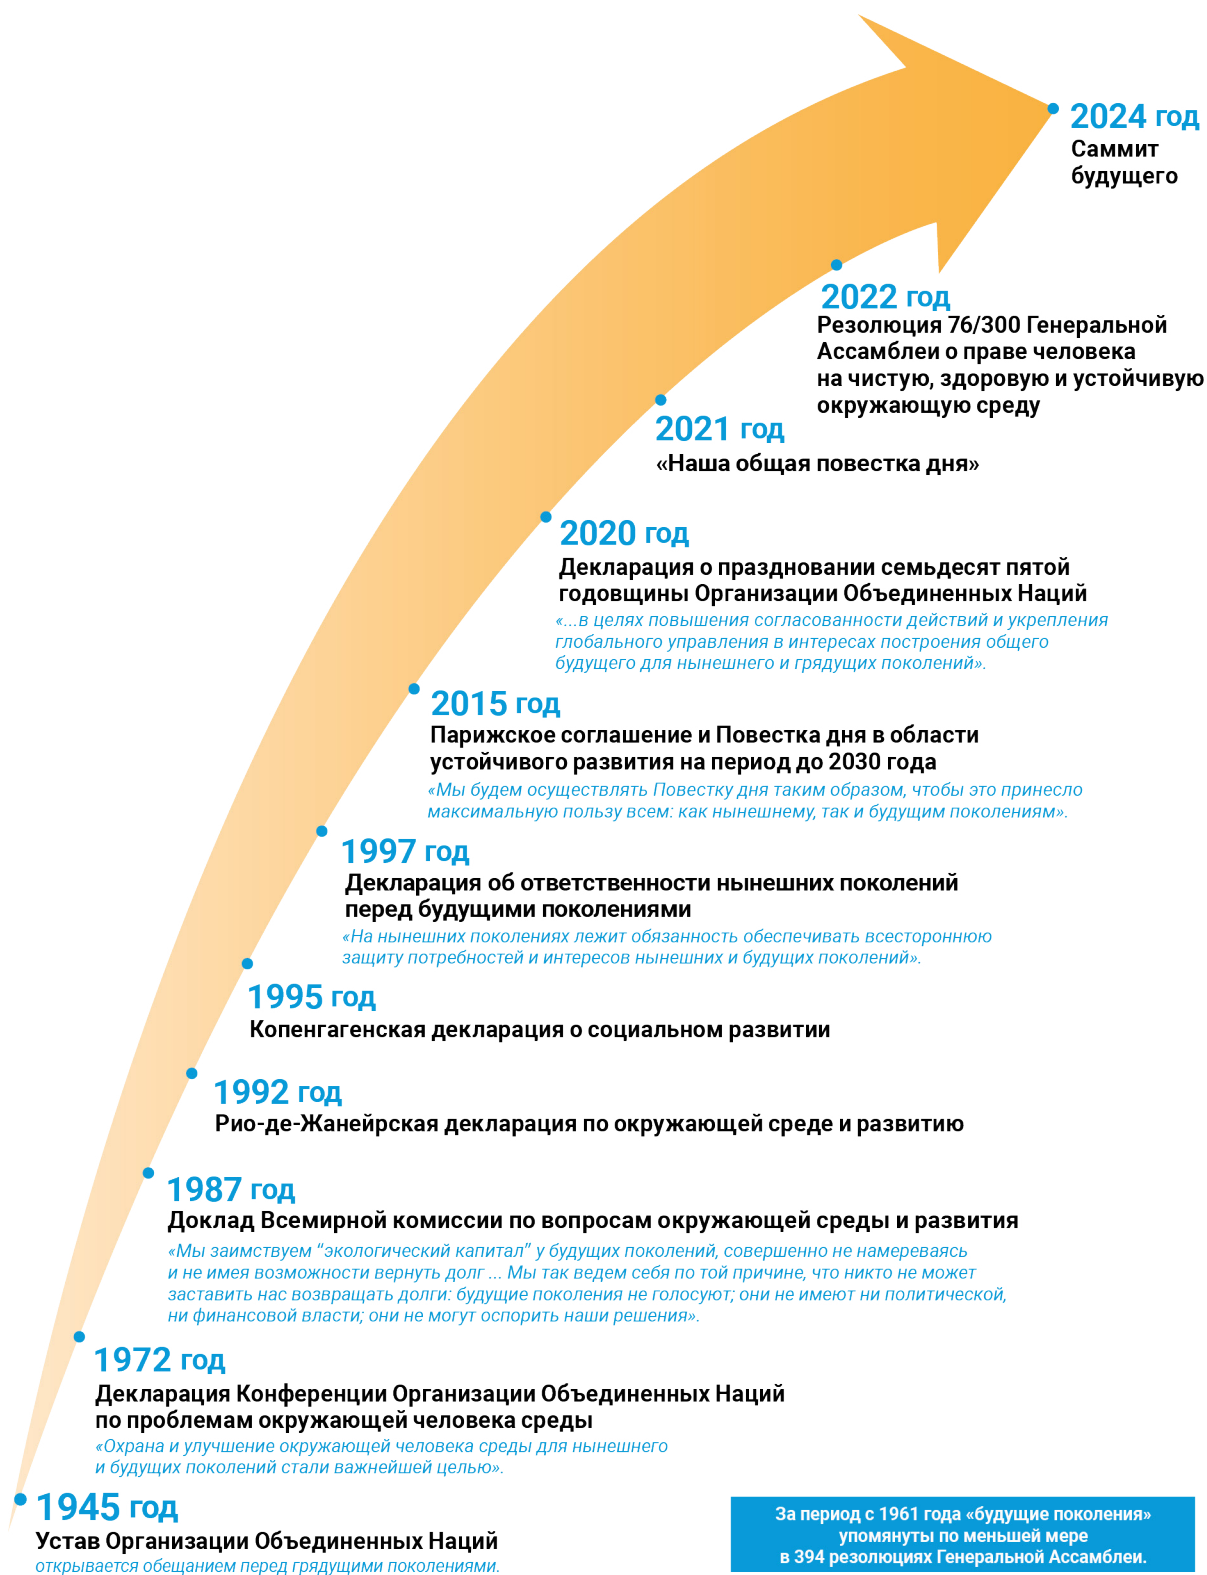 2024 год
Саммит
будущего
2022 год
Резолюция 76/300 Генеральной
Ассамблеи о праве человека
на чистую, здоровую и устойчивую
окружающую среду
2021 год
«Наша общая повестка дня»
2020 год
Декларация о праздновании семьдесят пятой
годовщины Организации Объединенных Наций
«...в целях повышения согласованности действий и укрепления
глобального управления в интересах построения общего
будущего для нынешнего и грядущих поколений».
2015 год
Парижское соглашение и Повестка дня в области
устойчивого развития на период до 2030 года
«Мы будем осуществлять Повестку дня таким образом, чтобы это принесло
максимальную пользу всем: как нынешнему, так и будущим поколениям».
1997 год
Декларация об ответственности нынешних поколений
перед будущими поколениями
«На нынешних поколениях лежит обязанность обеспечивать всестороннюю
защиту потребностей и интересов нынешних и будущих поколений».
1995 год
Копенгагенская декларация о социальном развитии
1992 год
Рио-де-Жанейрская декларация по окружающей среде и развитию
1987 год
Доклад Всемирной комиссии по вопросам окружающей среды и развития
«Мы заимствуем “экологический капитал” у будущих поколений, совершенно не намереваясь
и не имея возможности вернуть долг ... Мы так ведем себя по той причине, что никто не может
заставить нас возвращать долги: будущие поколения не голосуют; они не имеют ни политической,
ни финансовой власти; они не могут оспорить наши решения».
1972 год
Декларация Конференции Организации Объединенных Наций
по проблемам окружающей человека среды
«Охрана и улучшение окружающей человека среды для нынешнего
и будущих поколений стали важнейшей целью».
1945 год
Устав Организации Объединенных Наций
открывается обещанием перед грядущими поколениями.
За период с 1961 года «будущие поколения»
упомянуты по меньшей мере
в 394 резолюциях Генеральной Ассамблеи.